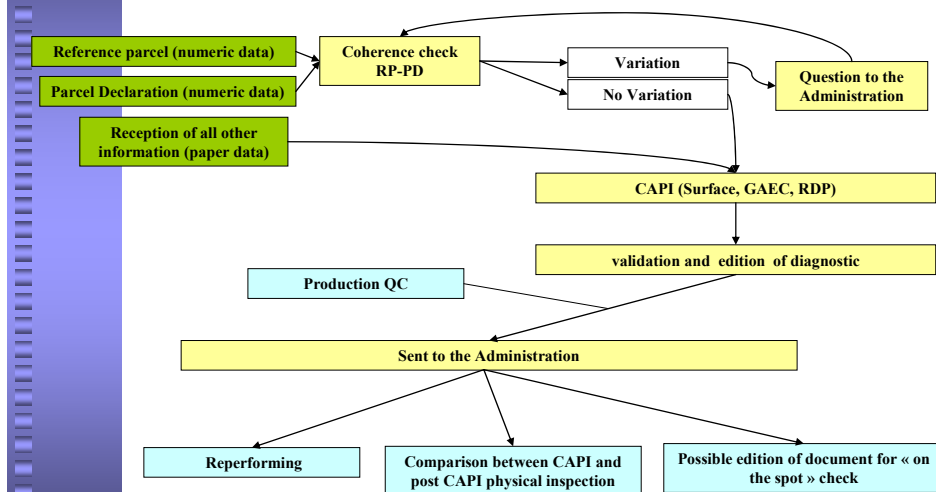 Reference parcel (numeric data)
Coherence check
RP-PD
Variation
Question to the
Administration
Parcel Declaration (numeric data)
No Variation
Reception of all other
information (paper data)
CAPI (Surface, GAEC, RDP)
validation and edition of diagnostic
Production QC
Sent to the Administration
Reperforming
Comparison between CAPI and
post CAPI physical inspection
Possible edition of document for « on
the spot » check